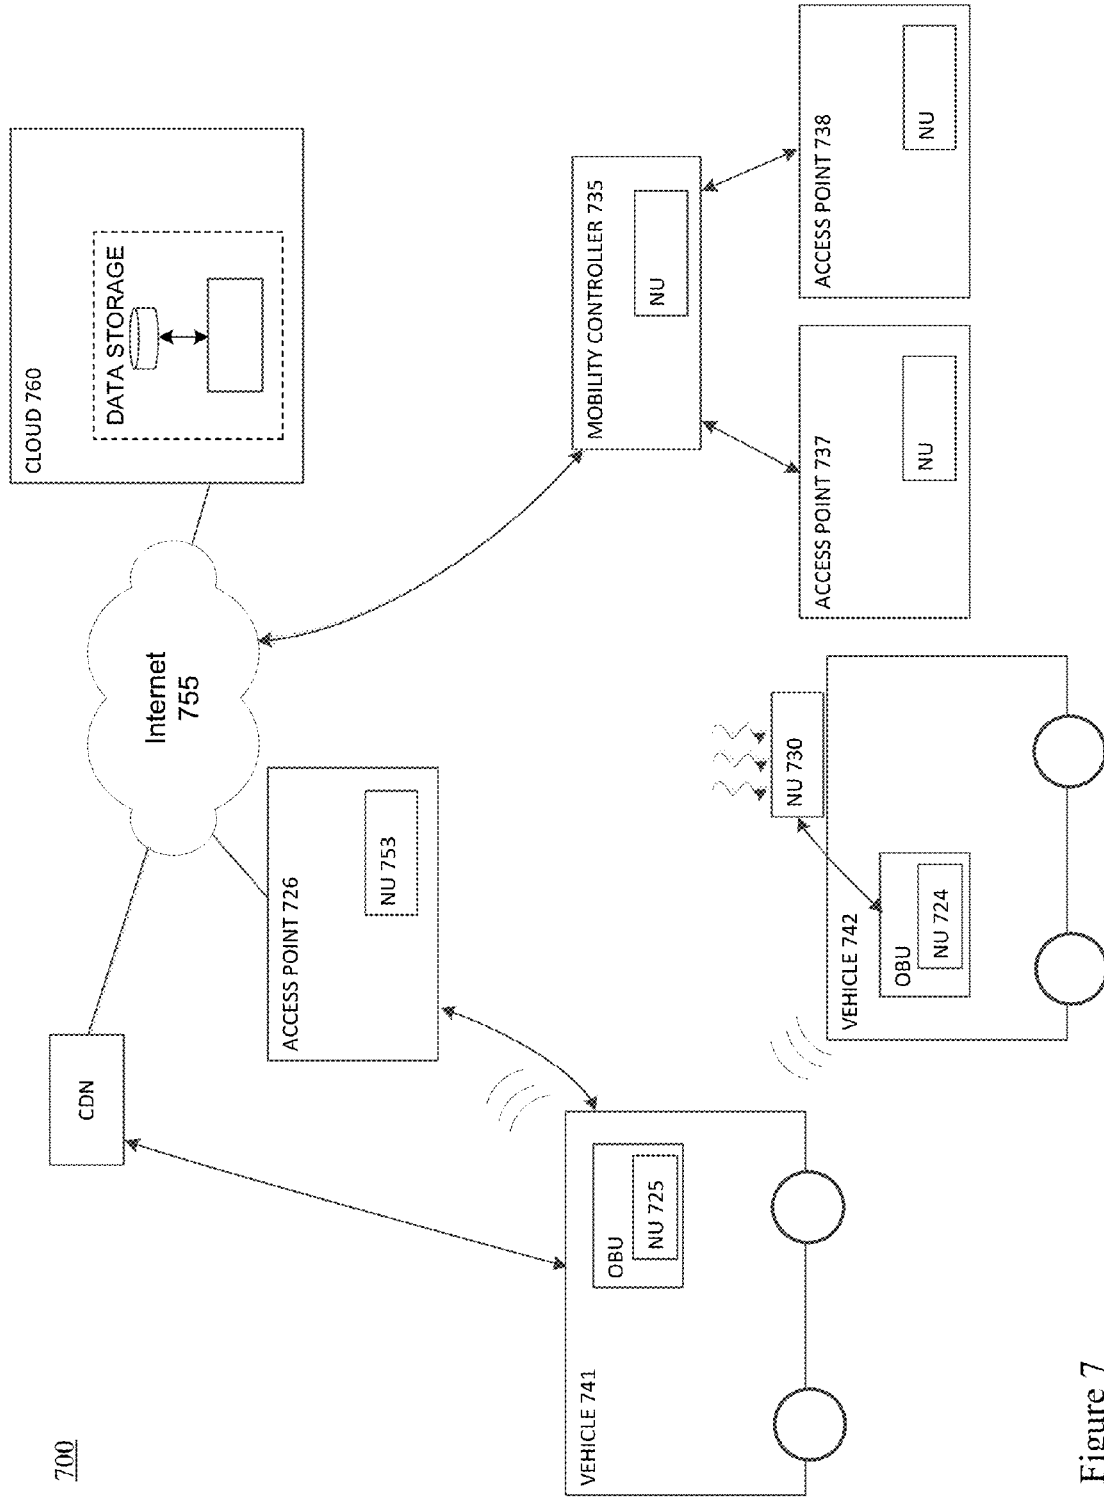 700
CDN
Internet
755
CLOUD 760
DATA STORAGE
ACCESS POINT 726
NU 753
MOBILITY CONTROLLER 735
NU
VEHICLE 741
OBU
NU 725
VEHICLE 742
OBU
NU 724
NU 730
ACCESS POINT 737
NU
ACCESS POINT 738
NU
Figure 7